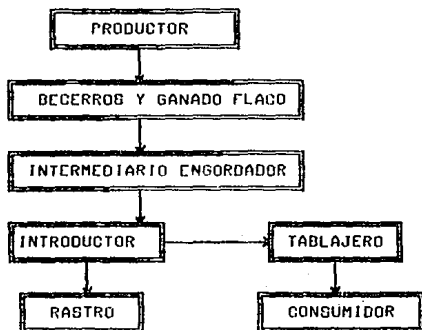 PRODUCTOR
BECERROS Y GANADO FLACO
INTERMEDIARIO ENGORDADOR
INTRODUCTOR
TABLAJERO
RASTRO
CONSUMIDOR